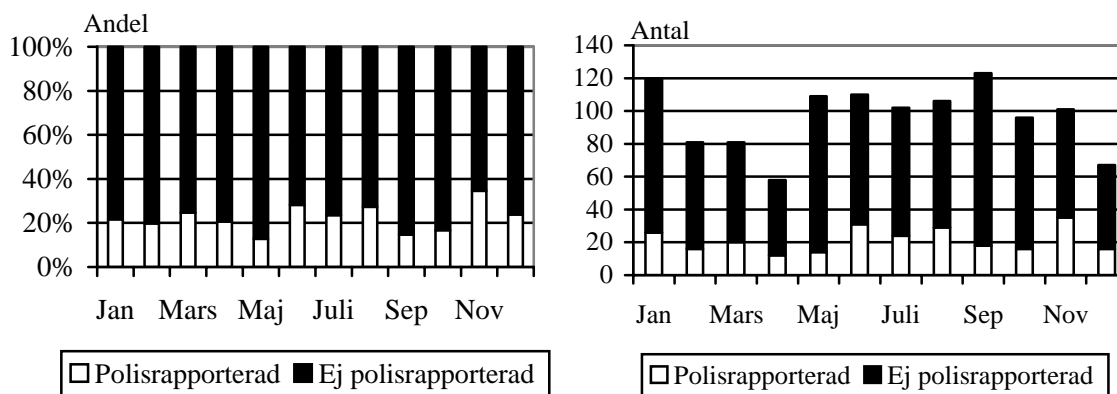 Andel
100%
80%
60%
40%
20%
0%
Jan Mars Maj Juli Sep Nov
Polisrapporterad Ej polisrapporterad
Antal
140
120
100
80
60
40
20
0
Jan Mars Maj Juli Sep Nov
Polisrapporterad Ej polisrapporterad